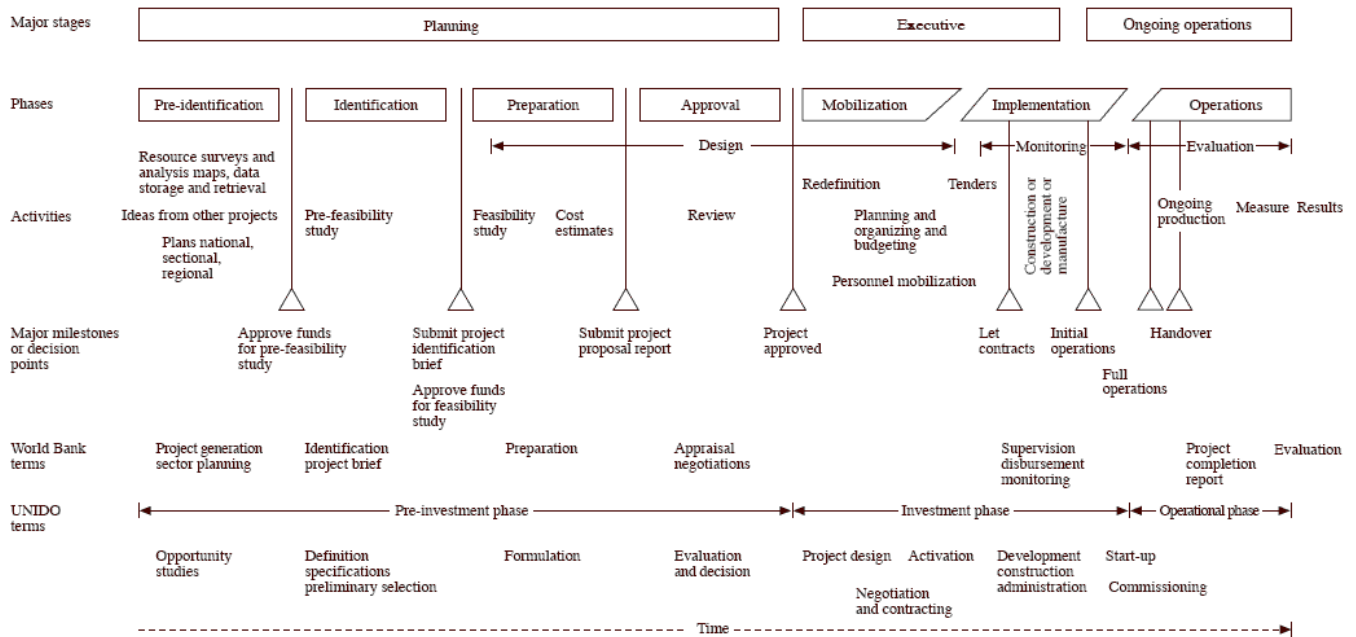 Major stages
Planning
Executive
Ongoing operations
Phases
Pre-identification
Identification
Preparation
Approval
Mobilization
Implementation
Operations
Design
Monitoring
Evaluation
Activities
Resource surveys and
analysis maps, data
storage and retrieval
Ideas from other projects
Plans national,
sectional,
regional
Pre-feasibility
study
Feasibility
study
Cost
estimates
Review
Redefinition
Planning and
organizing and
budgeting
Personnel mobilization
Tenders
Construction or
development or
manufacture
Ongoing
production
Measure
Results
Major milestones
or decision
points
Approve funds
for pre-feasibility
study
Submit project
identification
brief
Approve funds
for feasibility
study
Submit project
proposal report
Project
approved
Let
contracts
Initial
operations
Full
operations
Handover
World Bank
terms
Project generation
sector planning
Identification
project brief
Preparation
Appraisal
negotiations
Supervision
disbursement
monitoring
Project
completion
report
Evaluation
UNIDO
terms
Pre-investment phase
Investment phase
Operational phase
Opportunity
studies
Definition
specifications
preliminary selection
Formulation
Evaluation
and decision
Project design
Activation
Negotiation
and contracting
Development
construction
administration
Start-up
Commissioning
Time